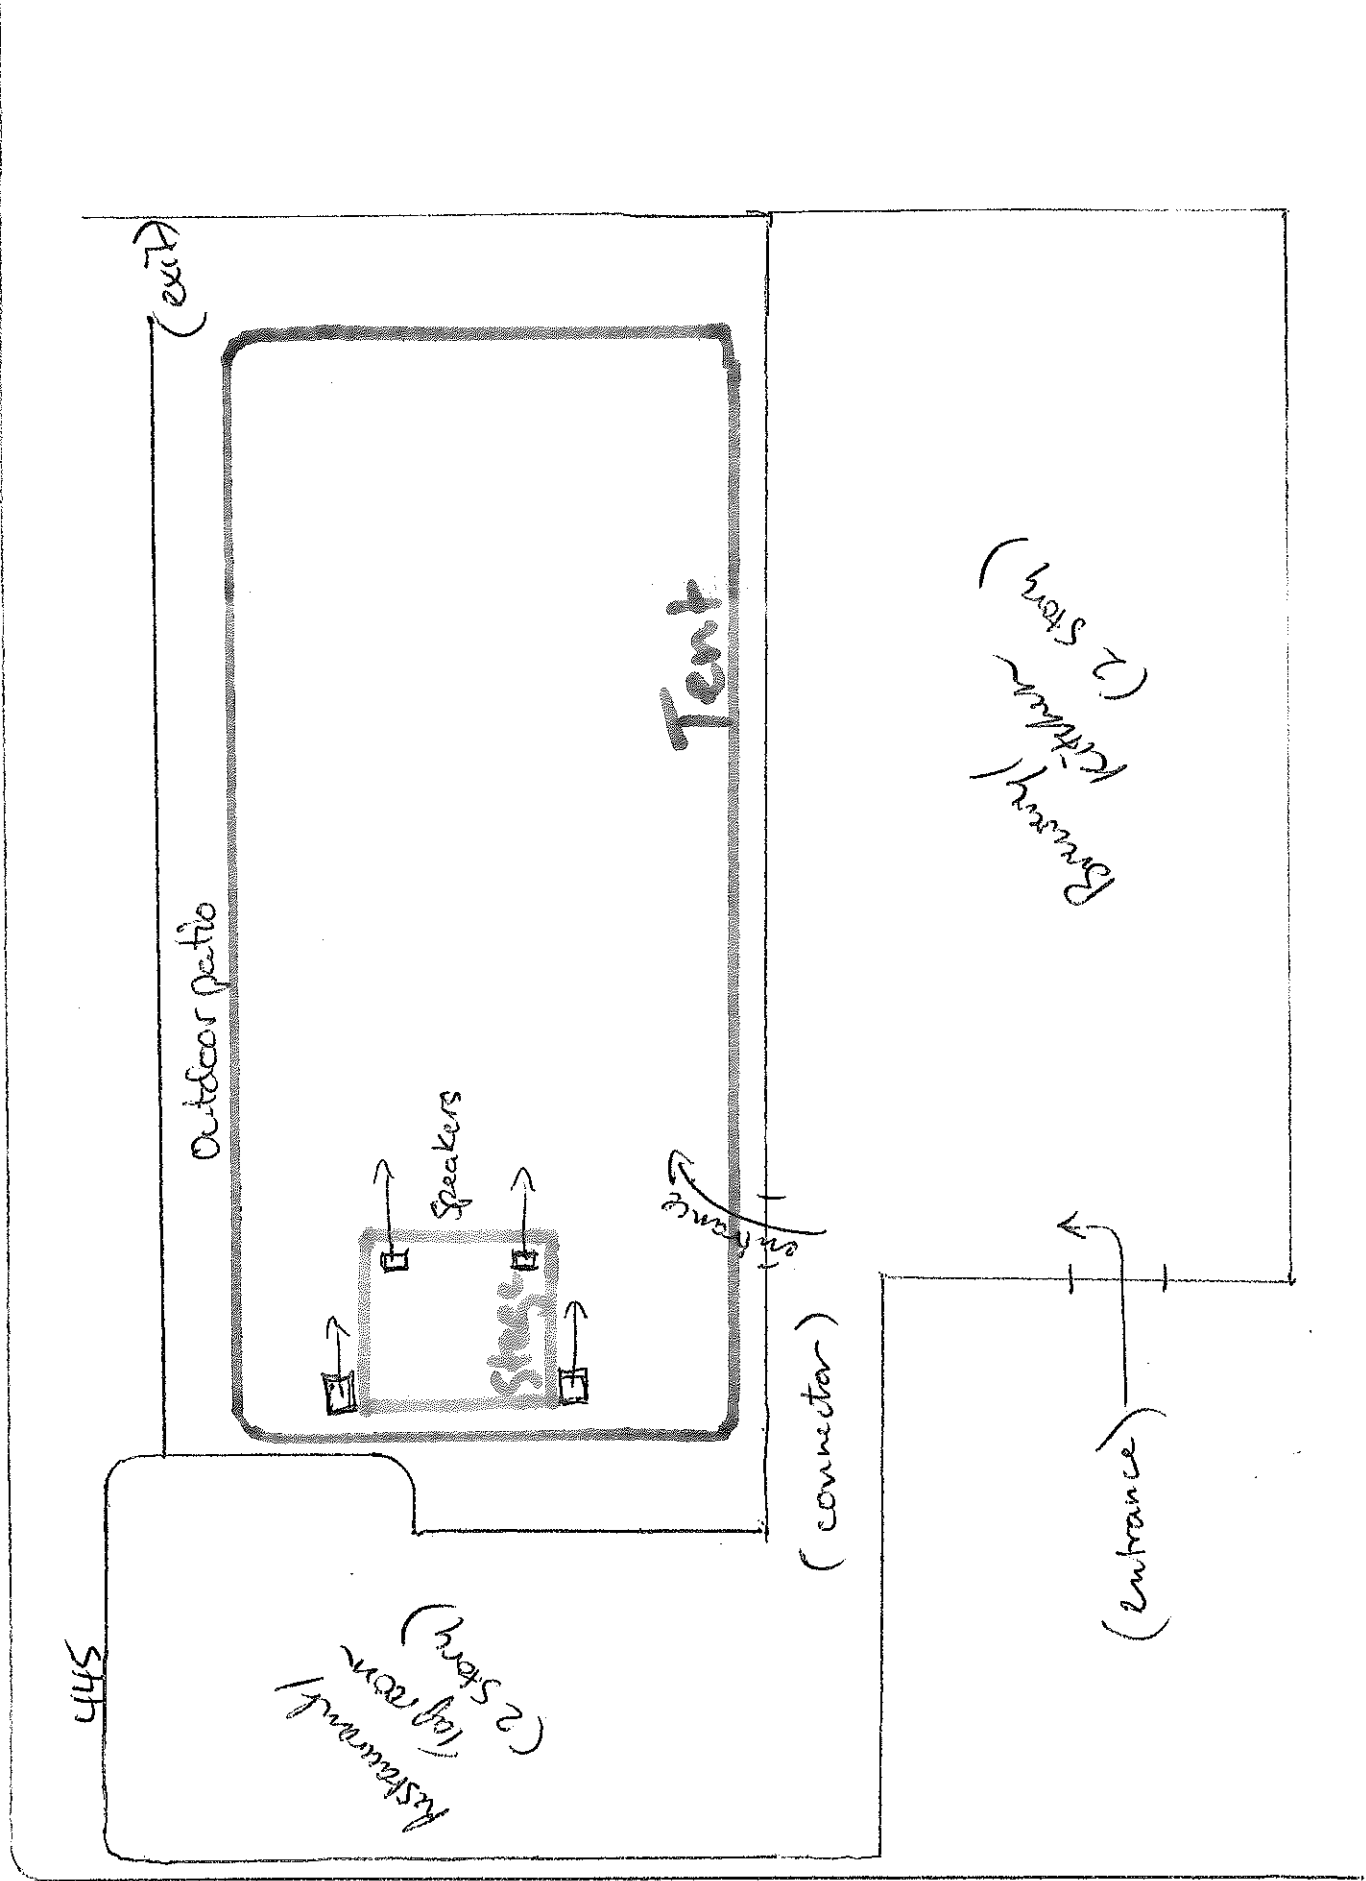 445
Restaurant/
Taproom
(2 story)
Outdoor patio
(exit)
Stage
Speakers
Tent
entrance
(connector)
Brewery/
Kitchen
(2 story)
(entrance)